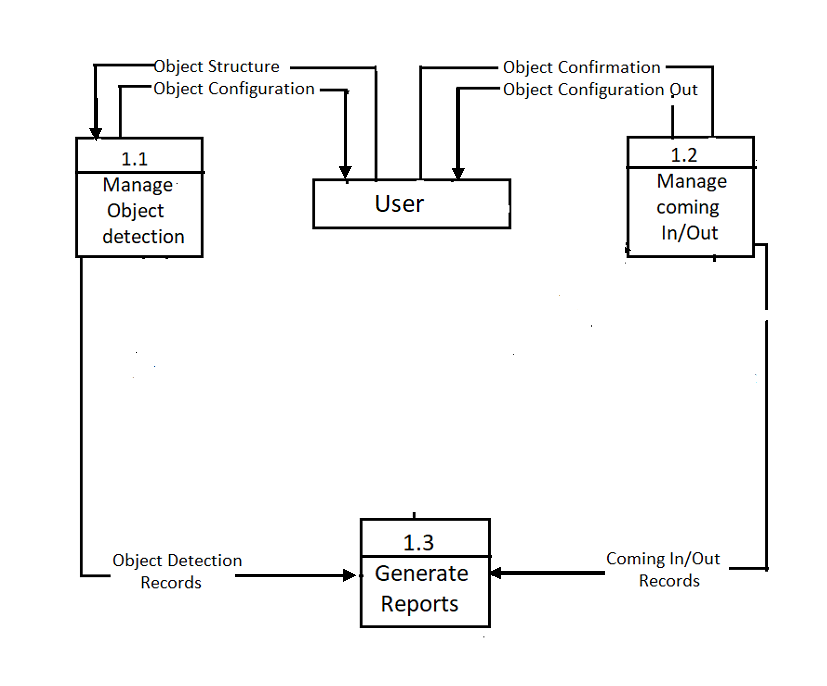 Object Structure
Object Configuration
Object Confirmation
Object Configuration Out
1.1
Manage
Object
detection
User
1.2
Manage
coming
In/Out
Object Detection
Records
1.3
Generate
Reports
Coming In/Out
Records